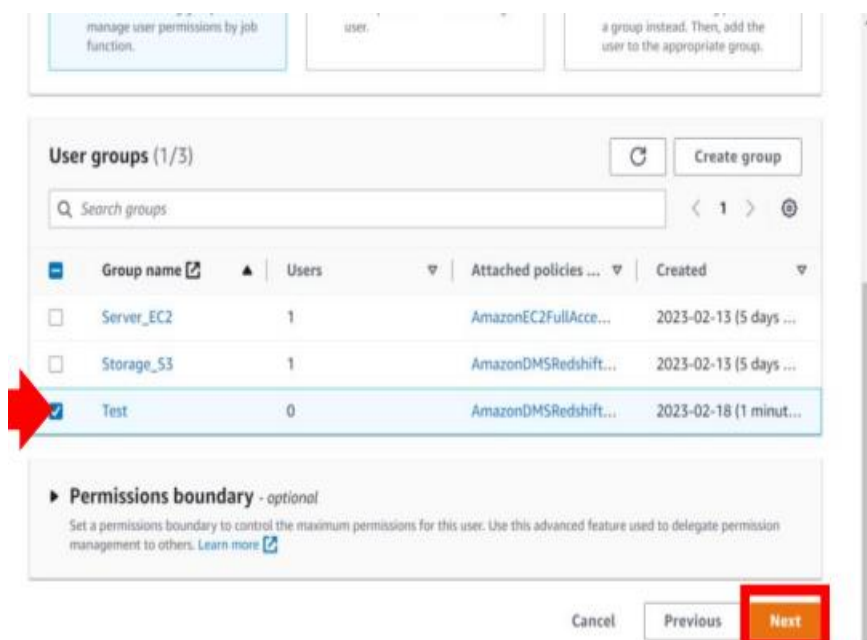 manage user permissions by job
function.
user.
a group instead. Then, add the
user to the appropriate group.
User groups (1/3)
Create group
Search groups
1
Group name
Users
Attached policies ...
Created
Server_EC2
1
AmazonEC2FullAcce...
2023-02-13 (5 days ...
Storage_S3
1
AmazonDMSRedshift...
2023-02-13 (5 days ...
Test
0
AmazonDMSRedshift...
2023-02-18 (1 minut...
Permissions boundary - optional
Set a permissions boundary to control the maximum permissions for this user. Use this advanced feature used to delegate permission
management to others. Learn more
Cancel
Previous
Next